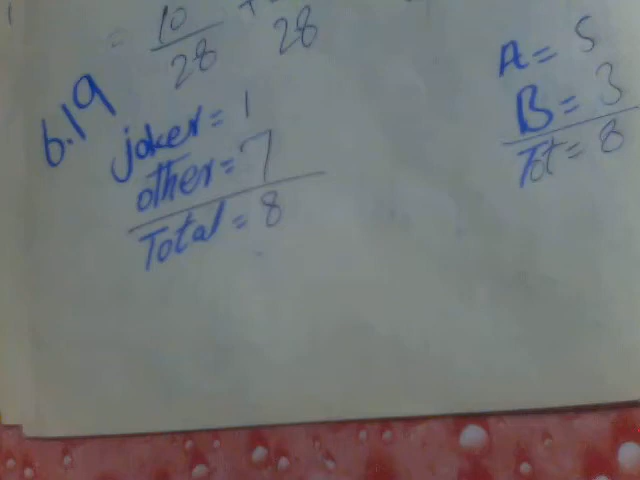 = 10/28 + /28
6.19
joker = 1
other = 7
Total = 8
A = 5
B = 3
Tot = 8